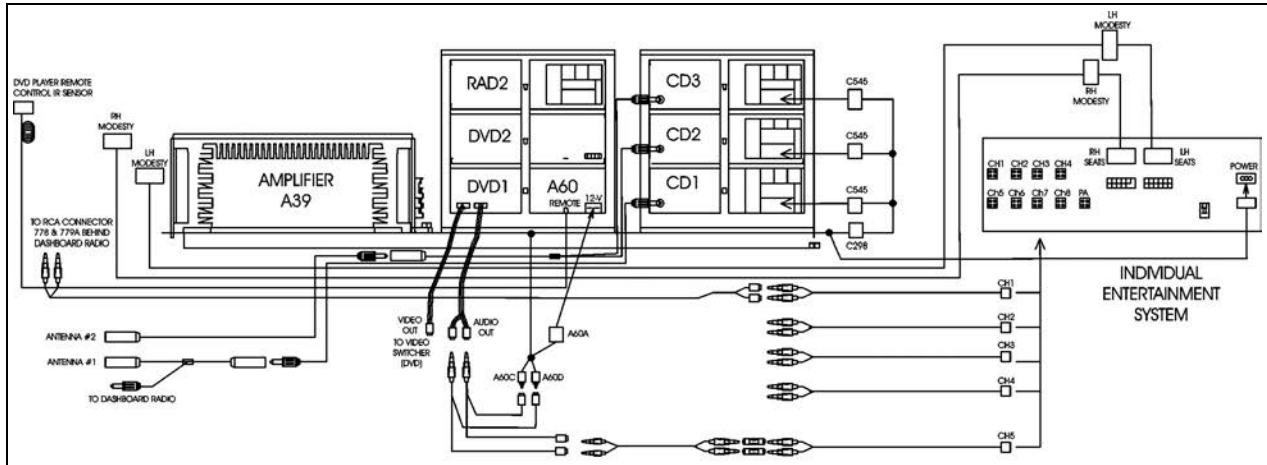 LH
MODESTY
DVD PLAYER REMOTE
CONTROL IR SENSOR
RH
MODESTY
LH
MODESTY
RAD2
DVD2
DVD1
A60
REMOTE
12-V
CD3
CD2
CD1
C545
C545
C545
C298
RH
MODESTY
AMPLIFIER
A39
TO RCA CONNECTOR
778 & 779A BEHIND
DASHBOARD RADIO
RH
SEATS
LH
SEATS
POWER
CH1
CH2
CH3
CH4
Ch5
Ch6
Ch7
Ch8
PA
INDIVIDUAL
ENTERTAINMENT
SYSTEM
ANTENNA #2
ANTENNA #1
TO DASHBOARD RADIO
VIDEO
OUT
TO VIDEO
SWITCHER
(DVD)
AUDIO
OUT
A60A
A60C
A60D
CH1
CH2
CH3
CH4
CH5